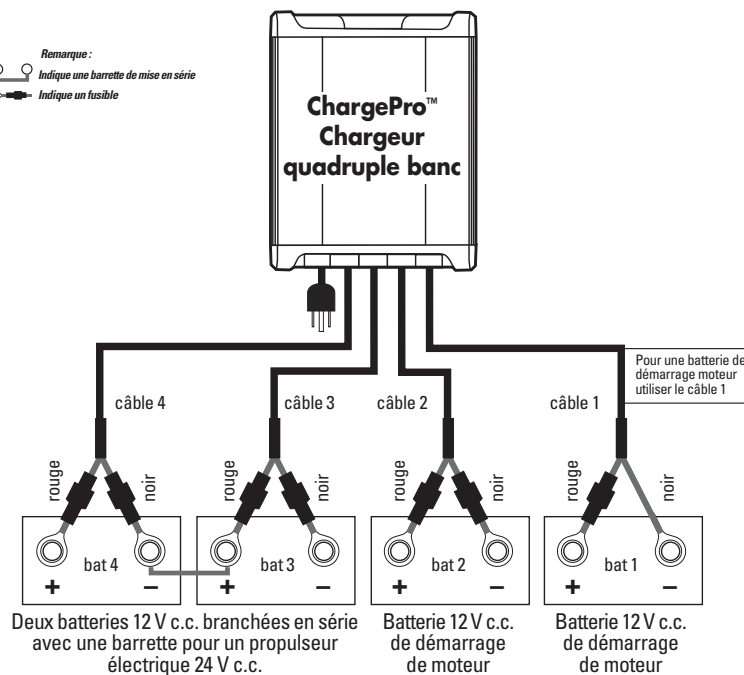 Remarque :
Indique une barrette de mise en série
Indique un fusible
ChargePro™
Chargeur
quadruple banc
Pour une batterie de
démarrage moteur
utiliser le câble 1
câble 4
câble 3
câble 2
câble 1
rouge
noir
rouge
noir
rouge
noir
rouge
noir
bat 4
+
–
bat 3
+
–
bat 2
+
–
bat 1
+
–
Deux batteries 12 V c.c. branchées en série
avec une barrette pour un propulseur
électrique 24 V c.c.
Batterie 12 V c.c.
de démarrage
de moteur
Batterie 12 V c.c.
de démarrage
de moteur